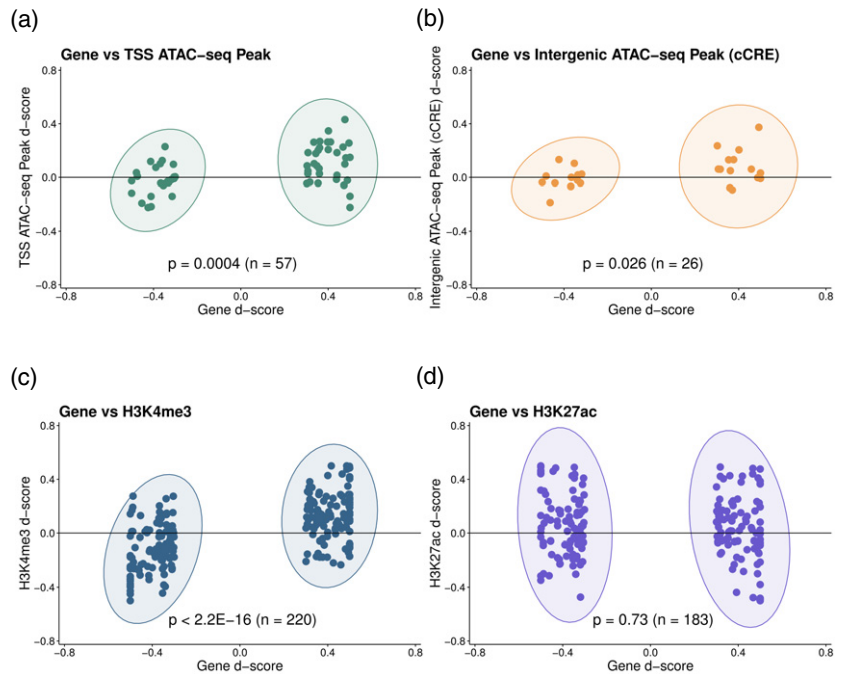 (a)
Gene vs TSS ATAC−seq Peak
TSS ATAC−seq Peak d−score
0.8
0.4
0.0
−0.4
−0.8
p = 0.0004 (n = 57)
−0.8 −0.4 0.0 0.4 0.8
Gene d−score
(b)
Gene vs Intergenic ATAC−seq Peak (cCRE)
Intergenic ATAC−seq Peak (cCRE) d−score
0.8
0.4
0.0
−0.4
−0.8
p = 0.026 (n = 26)
−0.8 −0.4 0.0 0.4 0.8
Gene d−score
(c)
Gene vs H3K4me3
H3K4me3 d−score
0.8
0.4
0.0
−0.4
−0.8
p < 2.2E−16 (n = 220)
−0.8 −0.4 0.0 0.4 0.8
Gene d−score
(d)
Gene vs H3K27ac
H3K27ac d−score
0.8
0.4
0.0
−0.4
−0.8
p = 0.73 (n = 183)
−0.8 −0.4 0.0 0.4 0.8
Gene d−score